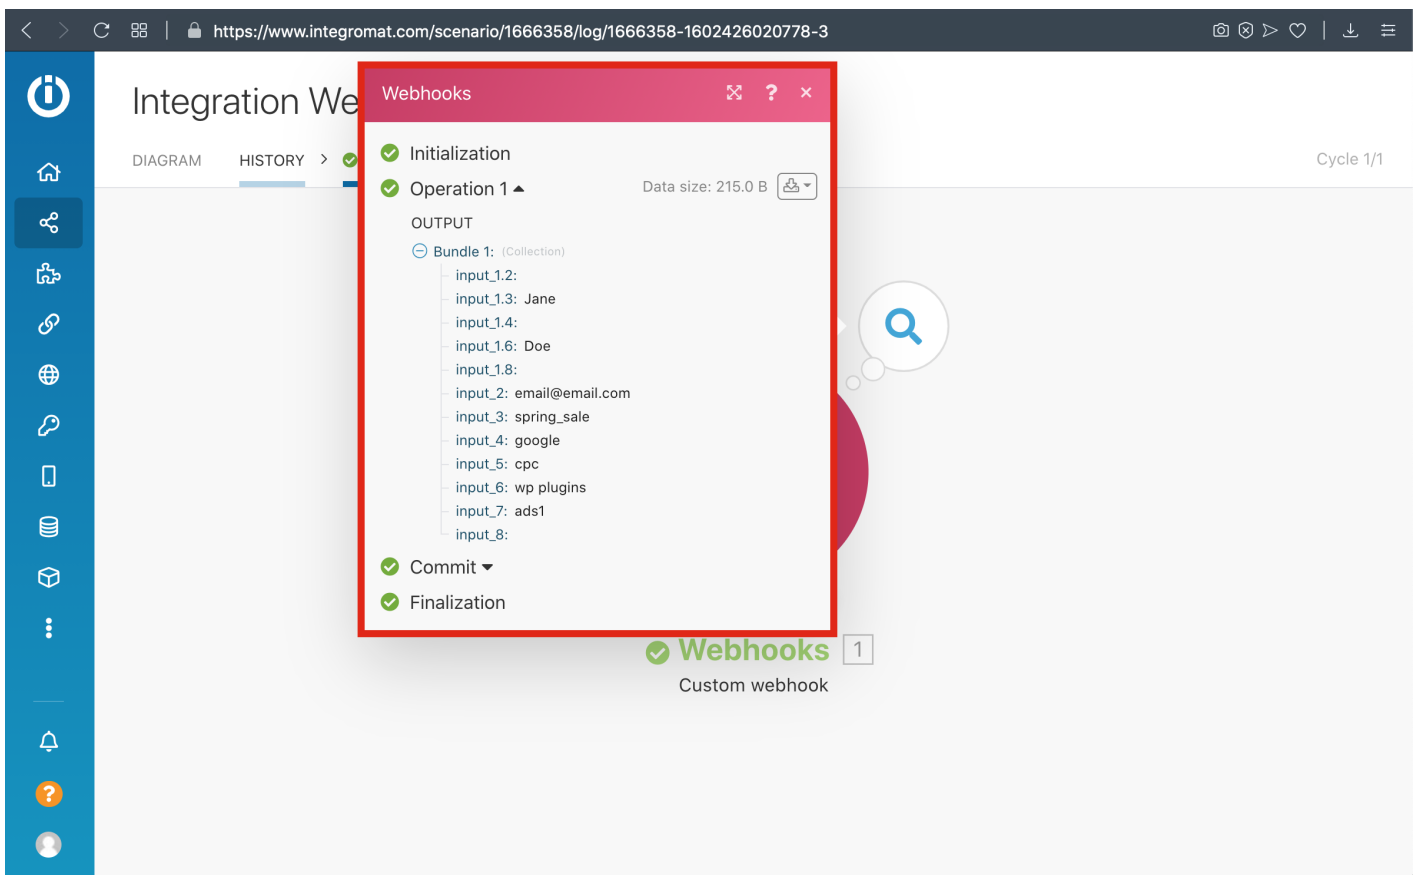 https://www.integromat.com/scenario/1666358/log/1666358-1602426020778-3
Integration We
DIAGRAM HISTORY >
Cycle 1/1
Webhooks ?
Initialization
Operation 1 Data size: 215.0 B
OUTPUT
Bundle 1: (Collection)
input_1.2:
input_1.3: Jane
input_1.4:
input_1.6: Doe
input_1.8:
input_2: email@email.com
input_3: spring_sale
input_4: google
input_5: cpc
input_6: wp plugins
input_7: ads1
input_8:
Commit
Finalization
Webhooks 1
Custom webhook
?